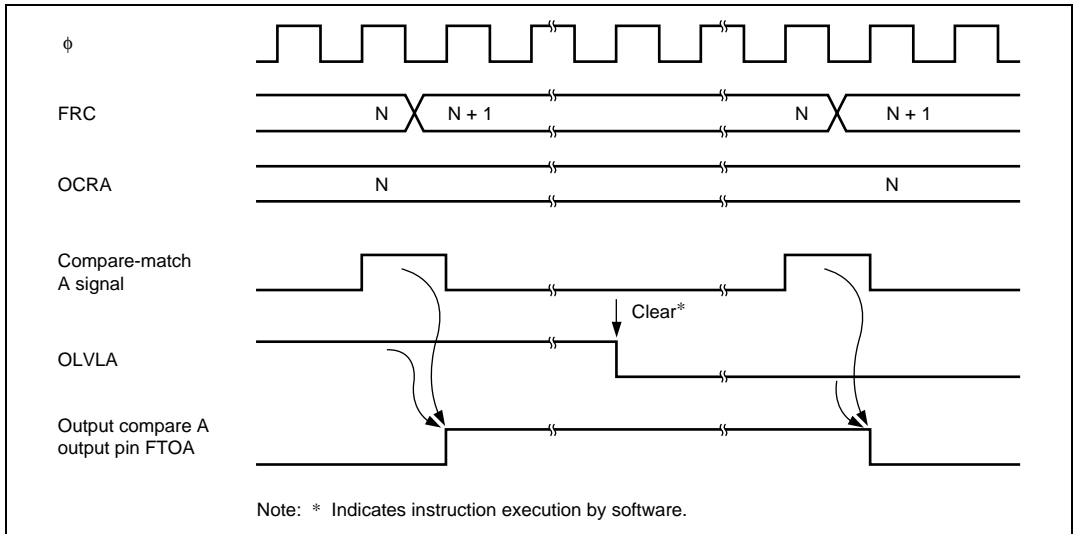 ϕ
FRC N N + 1 N N + 1
OCRA N N
Compare-match
A signal
Clear*
OLVLA
Output compare A
output pin FTOA
Note: * Indicates instruction execution by software.